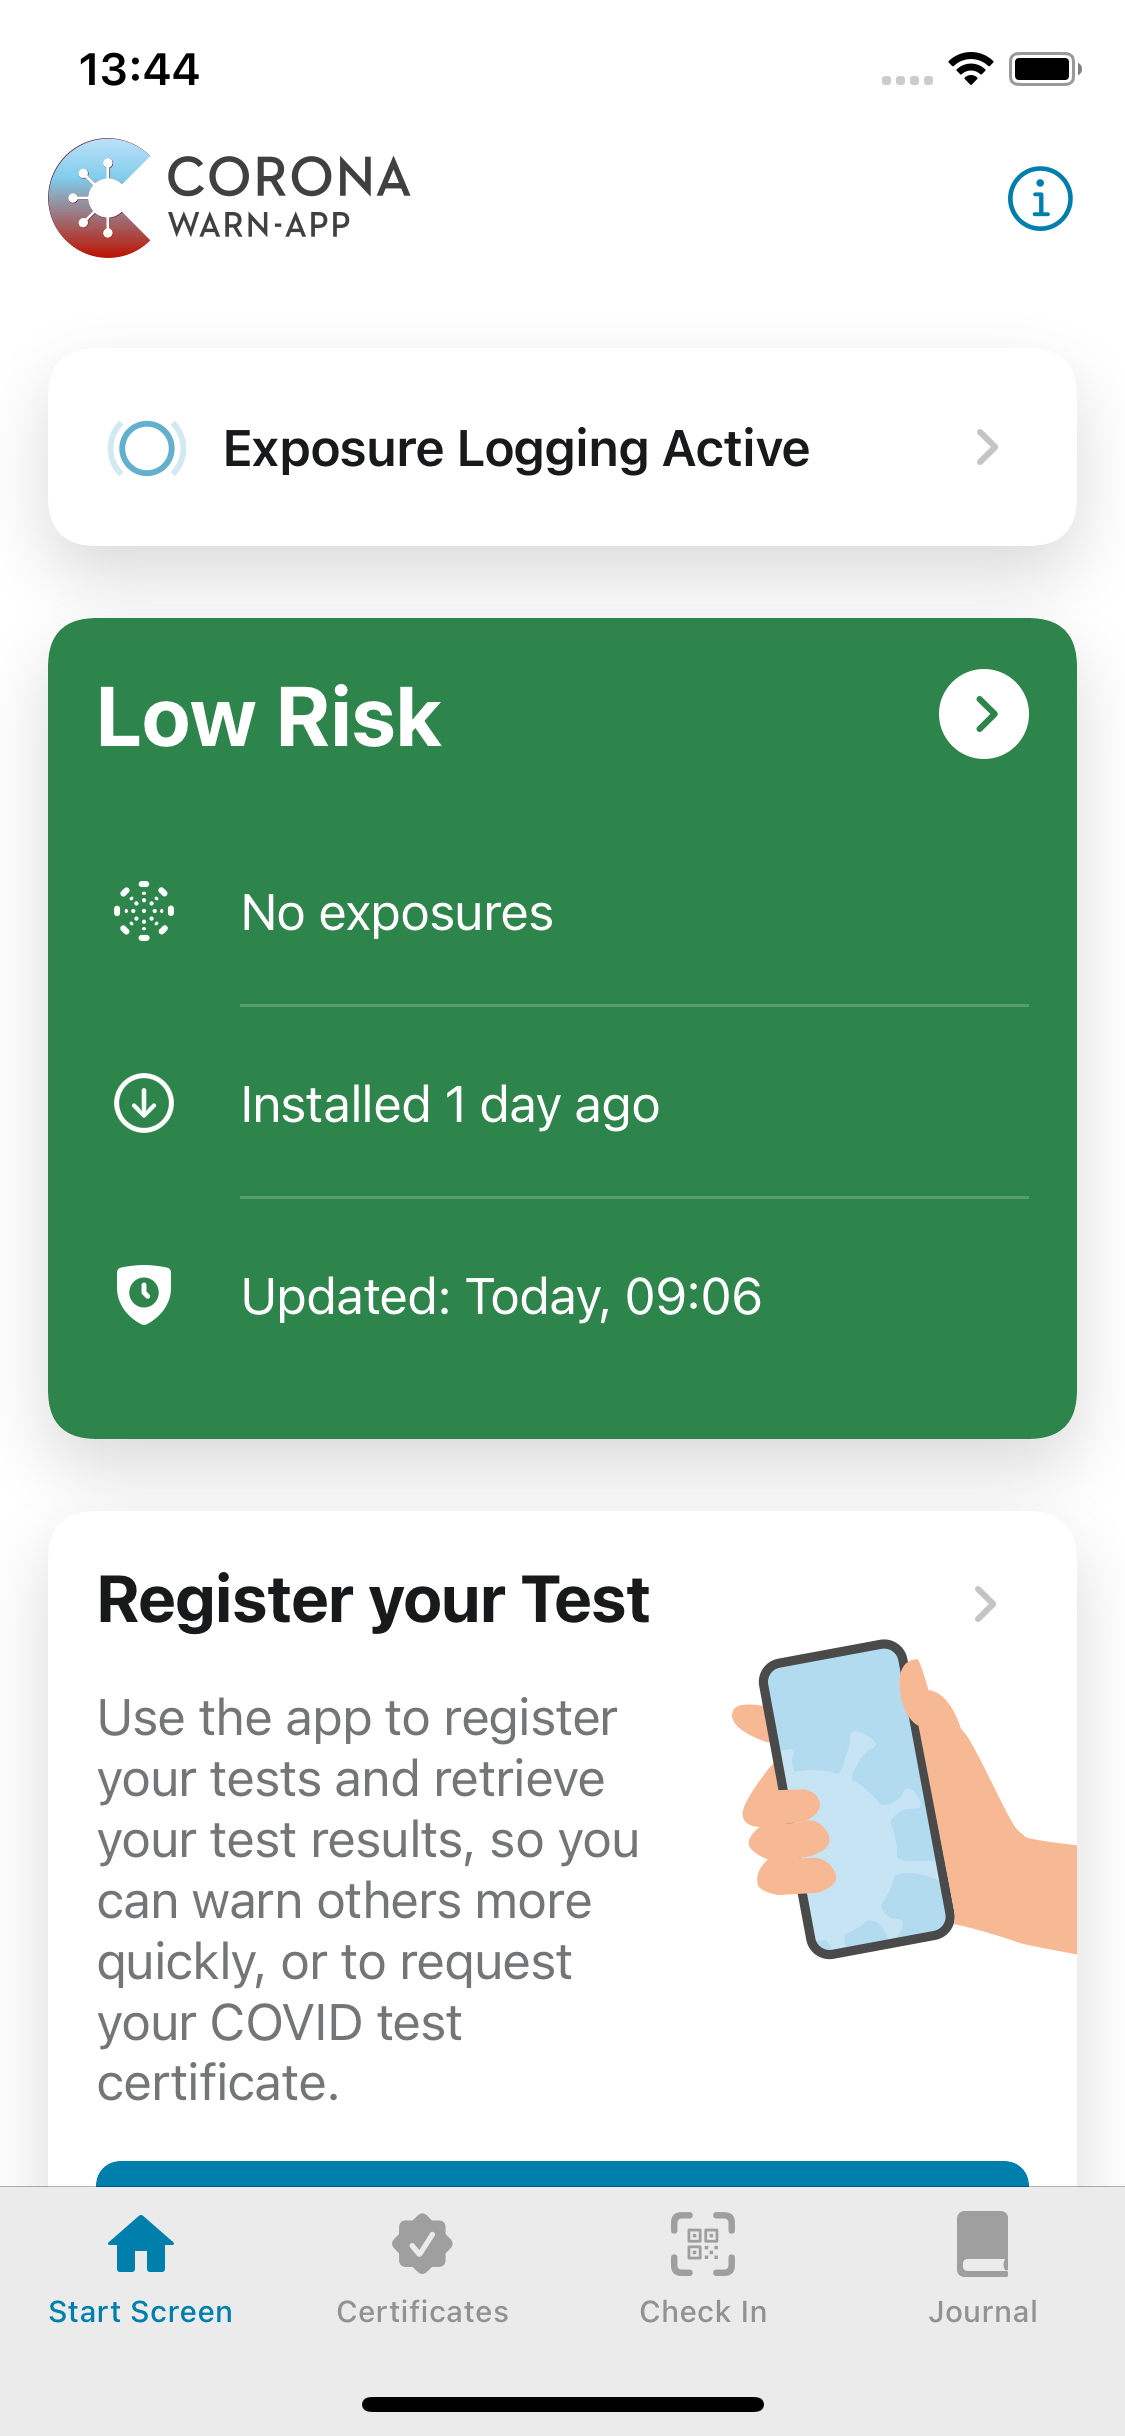 13:44
CORONA
WARN-APP
Exposure Logging Active
Low Risk
No exposures
Installed 1 day ago
Updated: Today, 09:06
Register your Test
Use the app to register
your tests and retrieve
your test results, so you
can warn others more
quickly, or to request
your COVID test
certificate.
Start Screen
Certificates
Check In
Journal